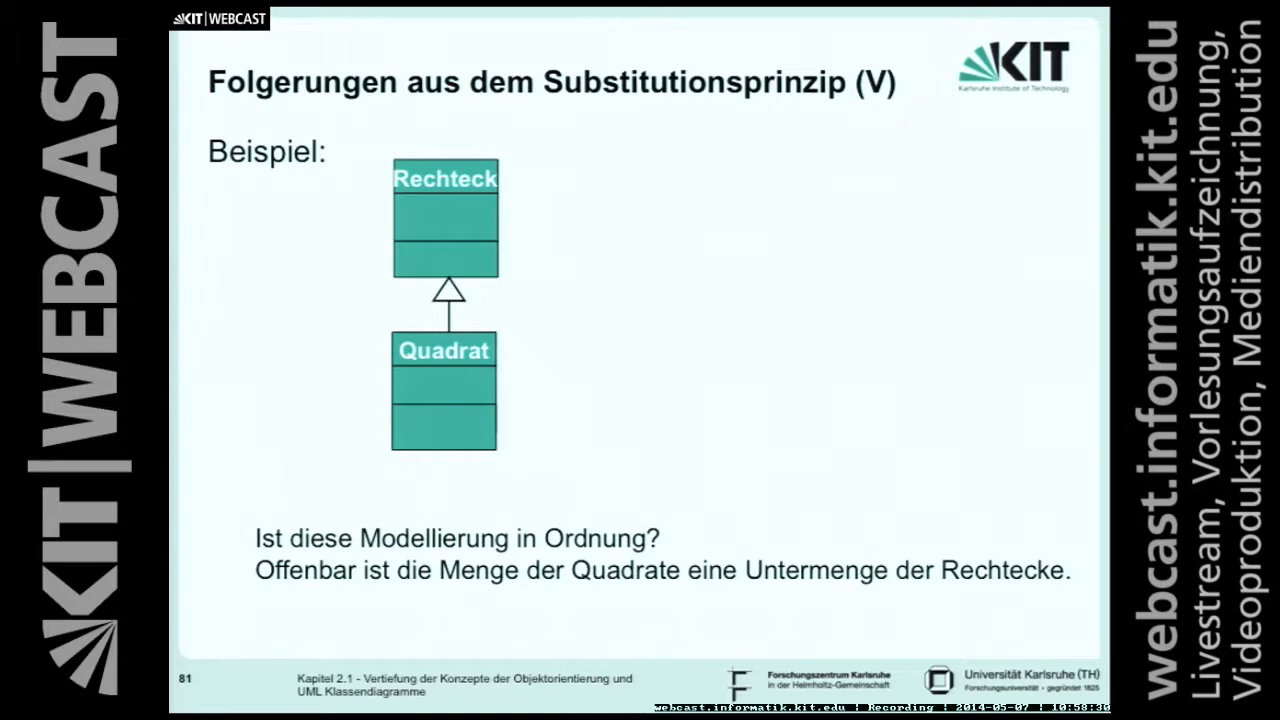 KIT|WEBCAST
KIT|WEBCAST
KIT
Karlsruhe Institute of Technology
Folgerungen aus dem Substitutionsprinzip (V)
Beispiel:
Rechteck
Quadrat
Ist diese Modellierung in Ordnung?
Offenbar ist die Menge der Quadrate eine Untermenge der Rechtecke.
81
Kapitel 2.1 - Vertiefung der Konzepte der Objektorientierung und
UML Klassendiagramme
Forschungszentrum Karlsruhe
in der Helmholtz-Gemeinschaft
Universität Karlsruhe (TH)
Forschungsuniversität - gegründet 1825
webcast.informatik.kit.edu | Recording | 2014-05-07 | 10:58:30
webcast.informatik.kit.edu
Livestream, Vorlesungsaufzeichnung,
Videoproduktion, Mediendistribution